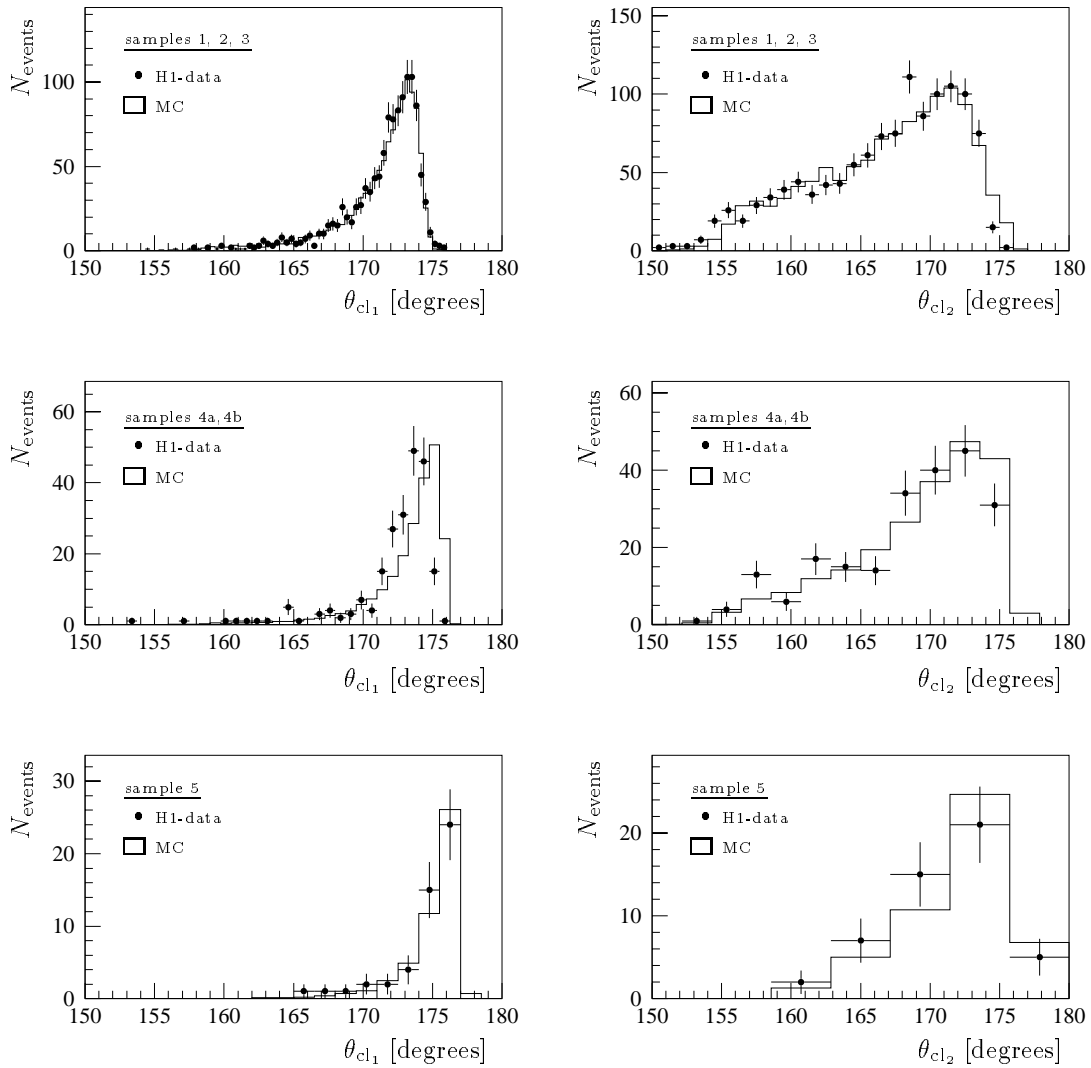 N_events
samples 1, 2, 3
H1-data
MC
100
50
0
150 155 160 165 170 175 180
θ_cl₁ [degrees]
N_events
samples 1, 2, 3
H1-data
MC
150
100
50
0
150 155 160 165 170 175 180
θ_cl₂ [degrees]
N_events
samples 4a,4b
H1-data
MC
60
40
20
0
150 155 160 165 170 175 180
θ_cl₁ [degrees]
N_events
samples 4a,4b
H1-data
MC
60
40
20
0
150 155 160 165 170 175 180
θ_cl₂ [degrees]
N_events
sample 5
H1-data
MC
30
20
10
0
150 155 160 165 170 175 180
θ_cl₁ [degrees]
N_events
sample 5
H1-data
MC
20
10
0
150 155 160 165 170 175 180
θ_cl₂ [degrees]